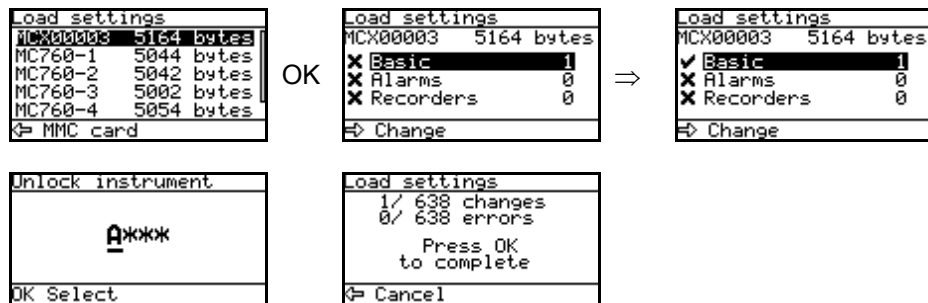 Load settings
MCX00003 5164 bytes
MC760-1 5044 bytes
MC760-2 5042 bytes
MC760-3 5002 bytes
MC760-4 5054 bytes
⇦ MMC card
OK
Load settings
MCX00003 5164 bytes
✖ Basic 1
✖ Alarms 0
✖ Recorders 0
⇨ Change
⇒
Load settings
MCX00003 5164 bytes
✔ Basic 1
✖ Alarms 0
✖ Recorders 0
⇨ Change
Unlock instrument
A***
OK Select
Load settings
1/ 638 changes
0/ 638 errors
Press OK
to complete
⇦ Cancel